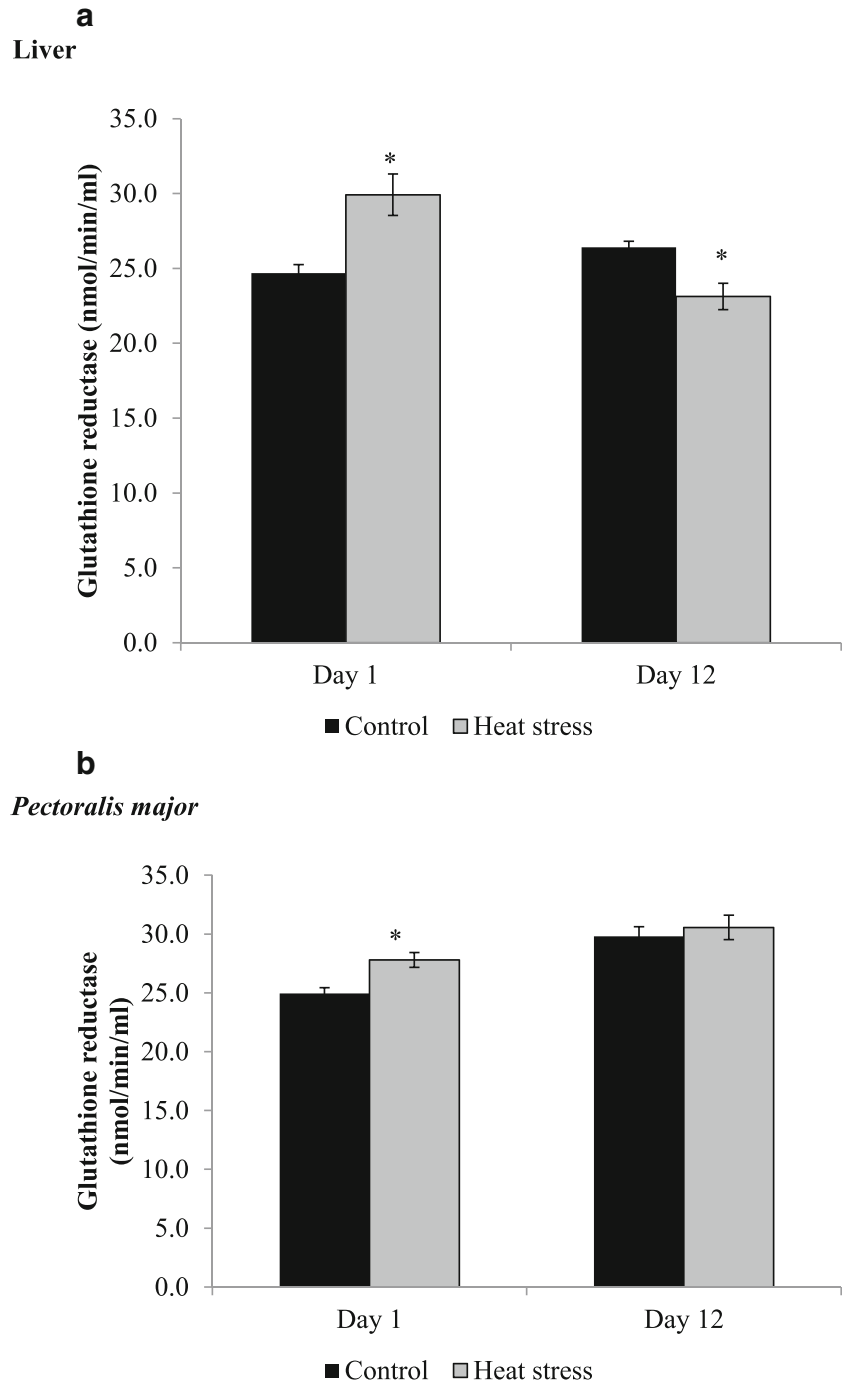 a
Liver
Glutathione reductase (nmol/min/ml)
35.0
30.0
25.0
20.0
15.0
10.0
5.0
0.0
*
*
Day 1
Day 12
Control
Heat stress
b
Pectoralis major
Glutathione reductase
(nmol/min/ml)
35.0
30.0
25.0
20.0
15.0
10.0
5.0
0.0
*
Day 1
Day 12
Control
Heat stress